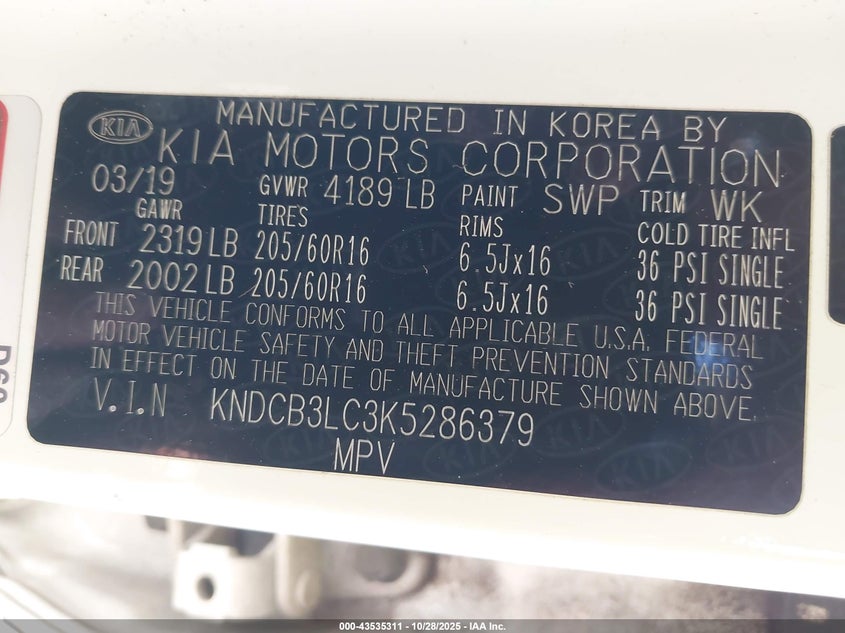 KIA
MANUFACTURED IN KOREA BY
KIA MOTORS CORPORATION
03/19 GVWR 4189 LB PAINT SWP TRIM WK
GAWR TIRES RIMS COLD TIRE INFL
FRONT 2319 LB 205/60R16 6.5Jx16 36 PSI SINGLE
REAR 2002 LB 205/60R16 6.5Jx16 36 PSI SINGLE
THIS VEHICLE CONFORMS TO ALL APPLICABLE U.S.A. FEDERAL
MOTOR VEHICLE SAFETY AND THEFT PREVENTION STANDARDS
IN EFFECT ON THE DATE OF MANUFACTURE SHOWN ABOVE.
V.I.N KNDCB3LC3K5286379
MPV
000-43535311 - 10/28/2025 - IAA Inc.